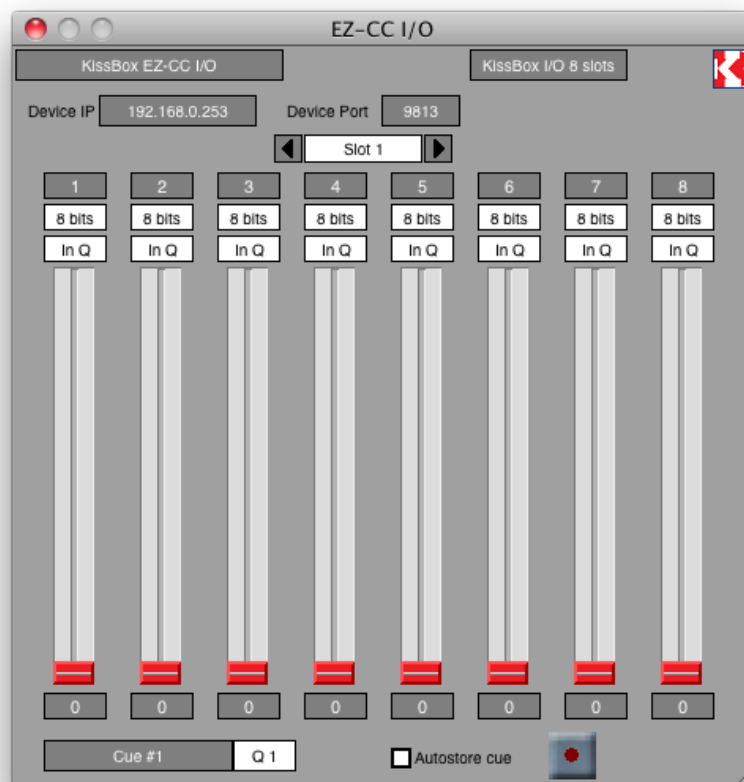 EZ-CC I/O
KissBox EZ-CC I/O KissBox I/O 8 slots K
Device IP 192.168.0.253 Device Port 9813
Slot 1
1 2 3 4 5 6 7 8
8 bits 8 bits 8 bits 8 bits 8 bits 8 bits 8 bits 8 bits
In Q In Q In Q In Q In Q In Q In Q In Q
0 0 0 0 0 0 0 0
Cue #1 Q 1 Autostore cue